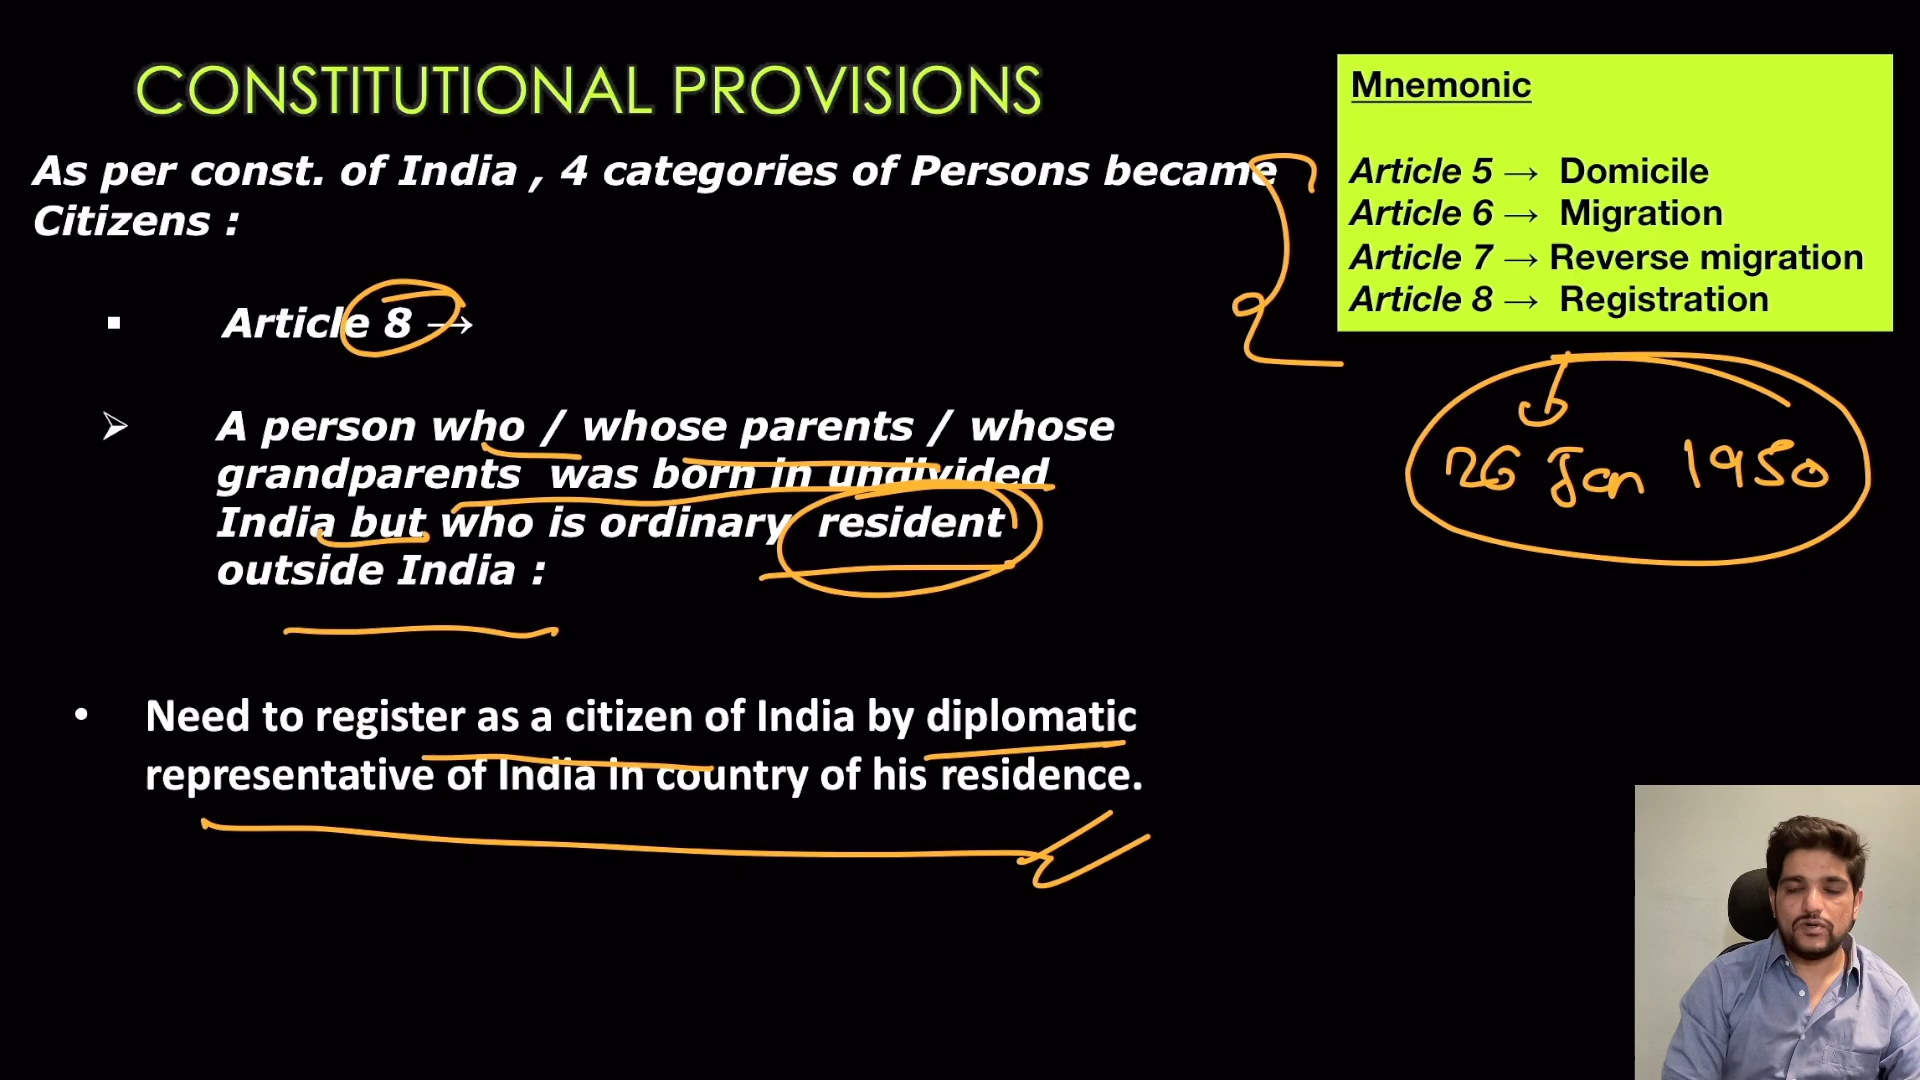 CONSTITUTIONAL PROVISIONS
As per const. of India , 4 categories of Persons became
Citizens :
▪ Article 8 →
➢ A person who / whose parents / whose
grandparents was born in undivided
India but who is ordinary resident
outside India :
• Need to register as a citizen of India by diplomatic
representative of India in country of his residence.
Mnemonic
Article 5 → Domicile
Article 6 → Migration
Article 7 → Reverse migration
Article 8 → Registration
26 Jan 1950